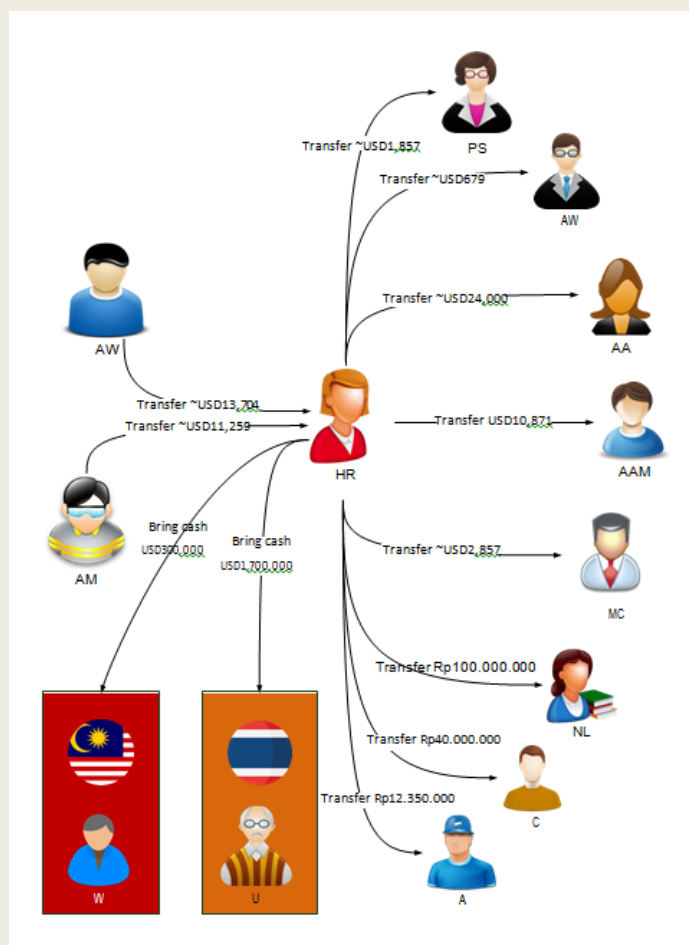 Transfer ~USD1,857
PS
Transfer ~USD679
AW
Transfer ~USD24,000
AA
AW
Transfer ~USD13,704
Transfer ~USD11,259
HR
Transfer USD10,871
AAM
AM
Bring cash
USD300,000
Bring cash
USD1,700,000
Transfer ~USD2,857
MC
Transfer Rp100.000.000
NL
Transfer Rp40.000.000
C
Transfer Rp12.350.000
A
W
U